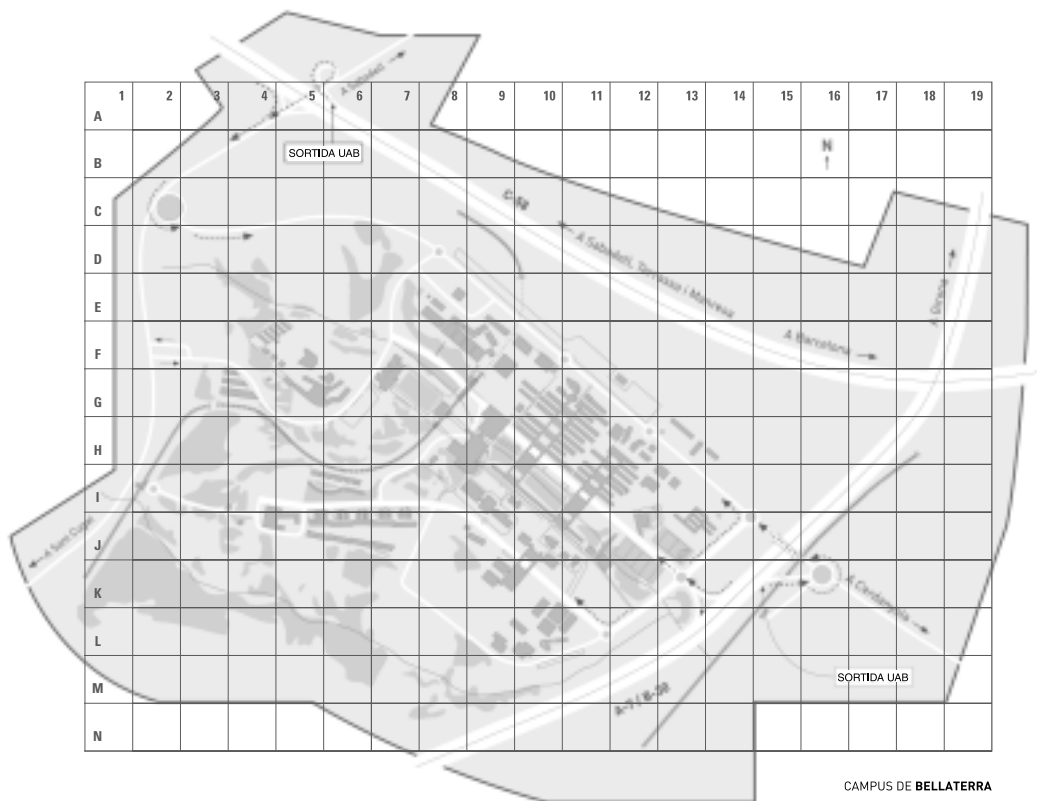 1 2 3 4 5 6 7 8 9 10 11 12 13 14 15 16 17 18 19
A
B
C
D
E
F
G
H
I
J
K
L
M
N
A Sabadell
SORTIDA UAB
N
C-58
A Sabadell, Terrassa i Manresa
A Barcelona
A Girona
A Sant Cugat
A Cerdanyola
SORTIDA UAB
A-7 / B-30
CAMPUS DE BELLATERRA